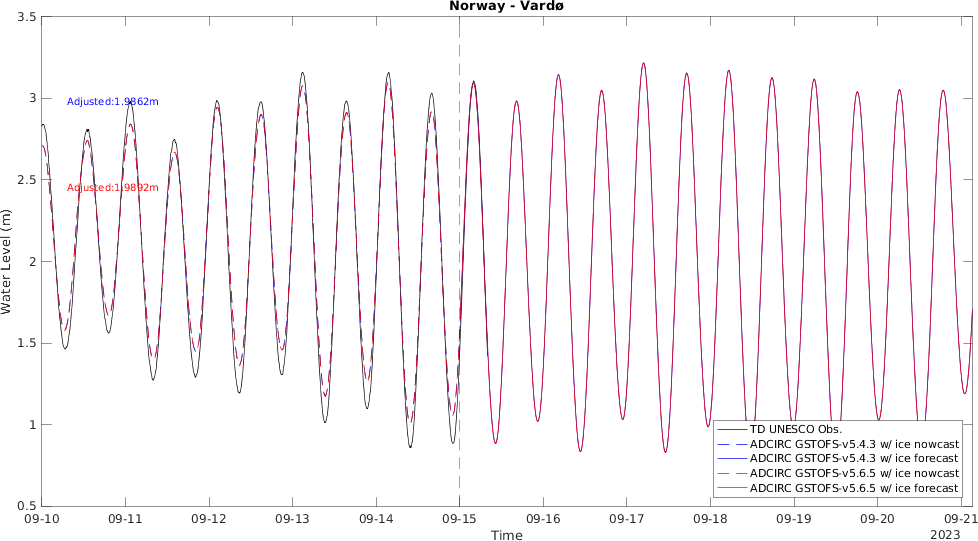 Norway - Vardø
3.5
3
2.5
2
1.5
1
0.5
Water Level (m)
Adjusted:1.9862m
Adjusted:1.9892m
TD UNESCO Obs.
ADCIRC GSTOFS-v5.4.3 w/ ice nowcast
ADCIRC GSTOFS-v5.4.3 w/ ice forecast
ADCIRC GSTOFS-v5.6.5 w/ ice nowcast
ADCIRC GSTOFS-v5.6.5 w/ ice forecast
09-10 09-11 09-12 09-13 09-14 09-15 09-16 09-17 09-18 09-19 09-20 09-21
Time
2023